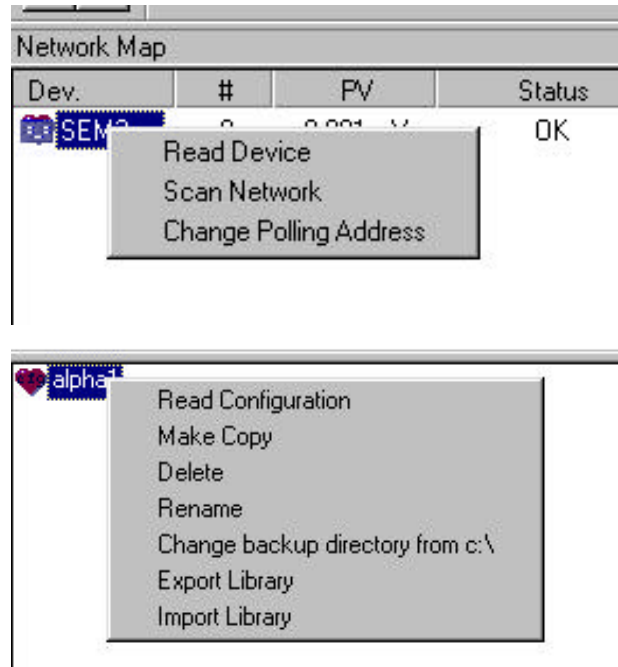 Network Map
Dev. # PV Status
OK
Read Device
Scan Network
Change Polling Address
alpha1
Read Configuration
Make Copy
Delete
Rename
Change backup directory from c:\
Export Library
Import Library